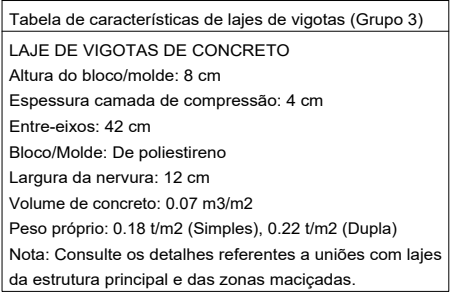 Tabela de características de lajes de vigotas (Grupo 3)
LAJE DE VIGOTAS DE CONCRETO
Altura do bloco/molde: 8 cm
Espessura camada de compressão: 4 cm
Entre-eixos: 42 cm
Bloco/Molde: De poliestireno
Largura da nervura: 12 cm
Volume de concreto: 0.07 m3/m2
Peso próprio: 0.18 t/m2 (Simples), 0.22 t/m2 (Dupla)
Nota: Consulte os detalhes referentes a uniões com lajes
da estrutura principal e das zonas maciçadas.